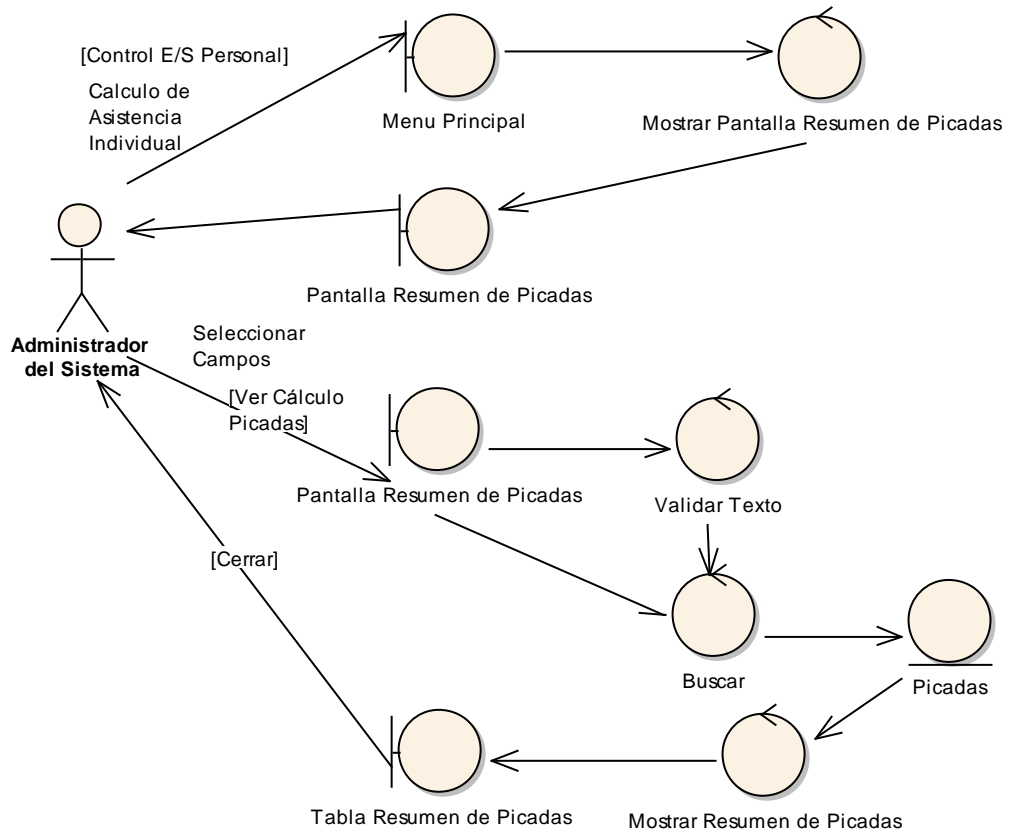 [Control E/S Personal]
Calculo de
Asistencia
Individual
Menu Principal
Mostrar Pantalla Resumen de Picadas
Pantalla Resumen de Picadas
Administrador
del Sistema
Seleccionar
Campos
[Ver Cálculo
Picadas]
Pantalla Resumen de Picadas
Validar Texto
[Cerrar]
Buscar
Picadas
Tabla Resumen de Picadas
Mostrar Resumen de Picadas